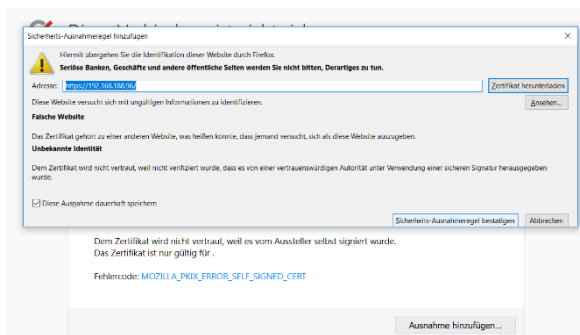 Sicherheits-Ausnahmeregel hinzufügen
Hiermit übergehen Sie die Identifikation dieser Website durch Firefox.
Seriöse Banken, Geschäfte und andere öffentliche Seiten werden Sie nicht bitten, Derartiges zu tun.
Adresse: https://192.168.188.96/ Zertifikat herunterladen
Diese Website versucht sich mit ungültigen Informationen zu identifizieren. Ansehen...
Falsche Website
Das Zertifikat gehört zu einer anderen Website, was heißen könnte, dass jemand versucht, sich als diese Website auszugeben.
Unbekannte Identität
Dem Zertifikat wird nicht vertraut, weil nicht verifiziert wurde, dass es von einer vertrauenswürdigen Autorität unter Verwendung einer sicheren Signatur herausgegeben
wurde.
Diese Ausnahme dauerhaft speichern
Sicherheits-Ausnahmeregel bestätigen Abbrechen
Dem Zertifikat wird nicht vertraut, weil es vom Aussteller selbst signiert wurde.
Das Zertifikat ist nur gültig für .
Fehlercode: MOZILLA_PKIX_ERROR_SELF_SIGNED_CERT
Ausnahme hinzufügen...